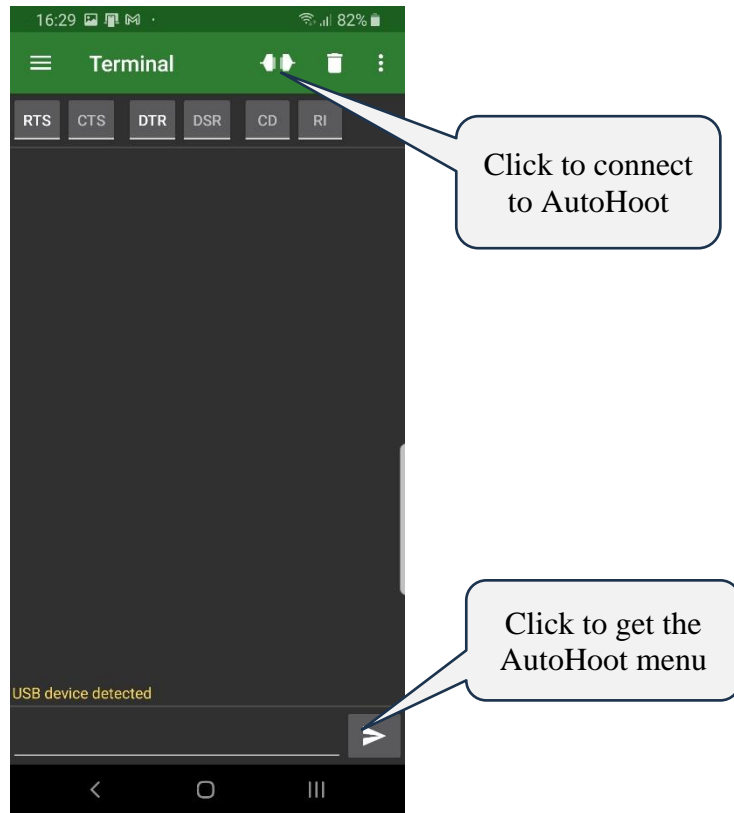 16:29
82%
Terminal
RTS CTS DTR DSR CD RI
Click to connect
to AutoHoot
Click to get the
AutoHoot menu
USB device detected